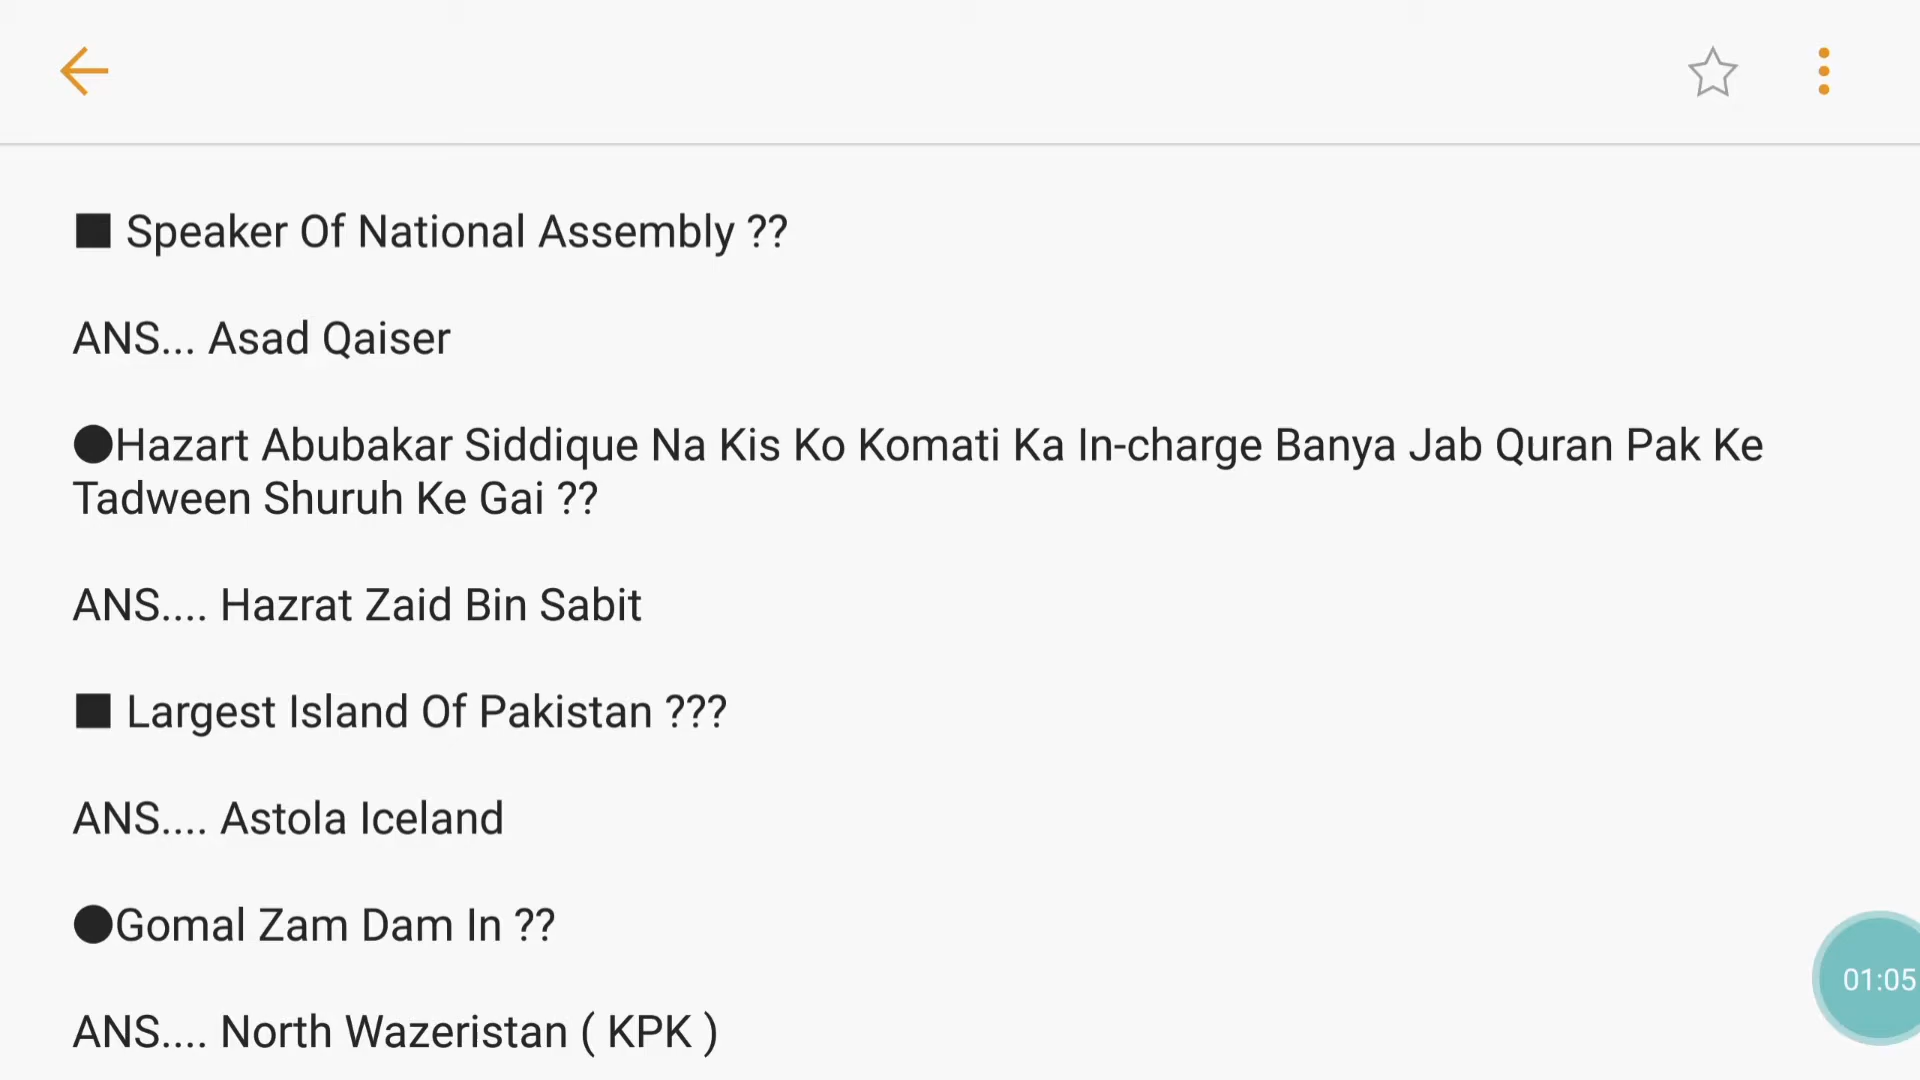 ■ Speaker Of National Assembly ??
ANS... Asad Qaiser
●Hazart Abubakar Siddique Na Kis Ko Komati Ka In-charge Banya Jab Quran Pak Ke
Tadween Shuruh Ke Gai ??
ANS.... Hazrat Zaid Bin Sabit
■ Largest Island Of Pakistan ???
ANS.... Astola Iceland
●Gomal Zam Dam In ??
01:05
ANS.... North Wazeristan ( KPK )